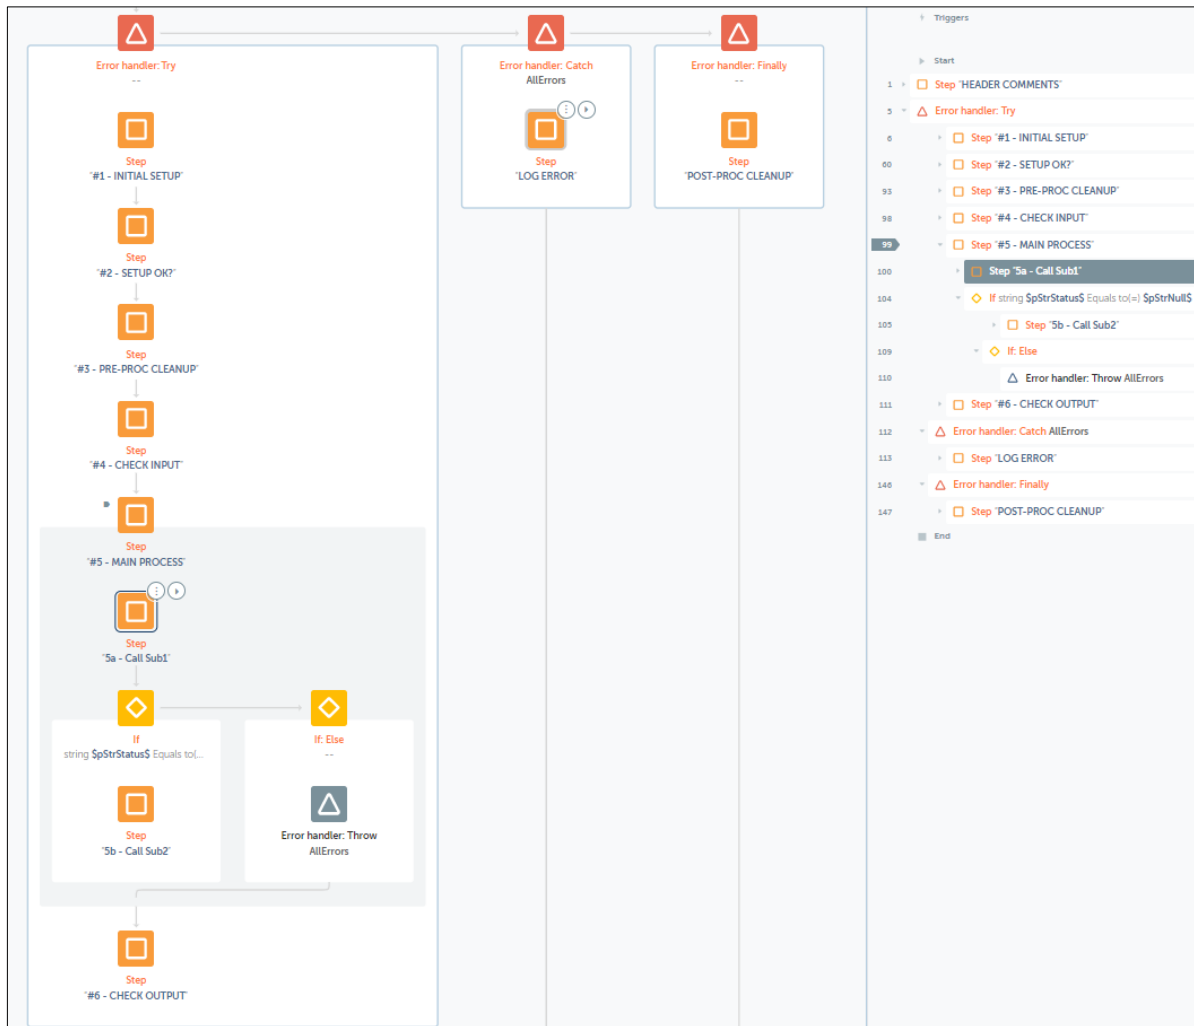 Error handler: Try
--
Step
"#1 - INITIAL SETUP"
Step
"#2 - SETUP OK?"
Step
"#3 - PRE-PROC CLEANUP"
Step
"#4 - CHECK INPUT"
Step
"#5 - MAIN PROCESS"
Step
"5a - Call Sub1"
If
string $pStrStatus$ Equals to(...
Step
"5b - Call Sub2"
If: Else
--
Error handler: Throw
AllErrors
Step
"#6 - CHECK OUTPUT"
Error handler: Catch
AllErrors
Step
"LOG ERROR"
Error handler: Finally
--
Step
"POST-PROC CLEANUP"
Triggers
Start
1 Step "HEADER COMMENTS"
5 Error handler: Try
6 Step "#1 - INITIAL SETUP"
60 Step "#2 - SETUP OK?"
93 Step "#3 - PRE-PROC CLEANUP"
98 Step "#4 - CHECK INPUT"
99 Step "#5 - MAIN PROCESS"
100 Step "5a - Call Sub1"
104 If string $pStrStatus$ Equals to(=) $pStrNull$
105 Step "5b - Call Sub2"
109 If: Else
110 Error handler: Throw AllErrors
111 Step "#6 - CHECK OUTPUT"
112 Error handler: Catch AllErrors
113 Step "LOG ERROR"
146 Error handler: Finally
147 Step "POST-PROC CLEANUP"
End